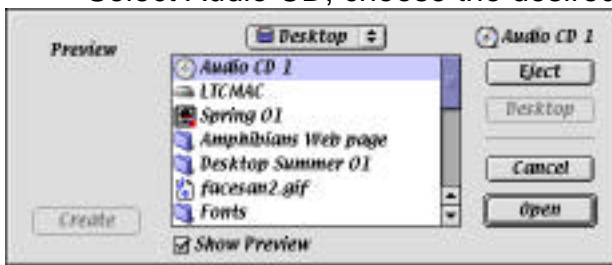 Select Audio CD, choose the desired
Preview
Desktop
Audio CD 1
Audio CD 1
LTCMAC
Spring 01
Amphibians Web page
Desktop Summer 01
facesan2.gif
Fonts
Eject
Desktop
Cancel
Open
Create
Show Preview